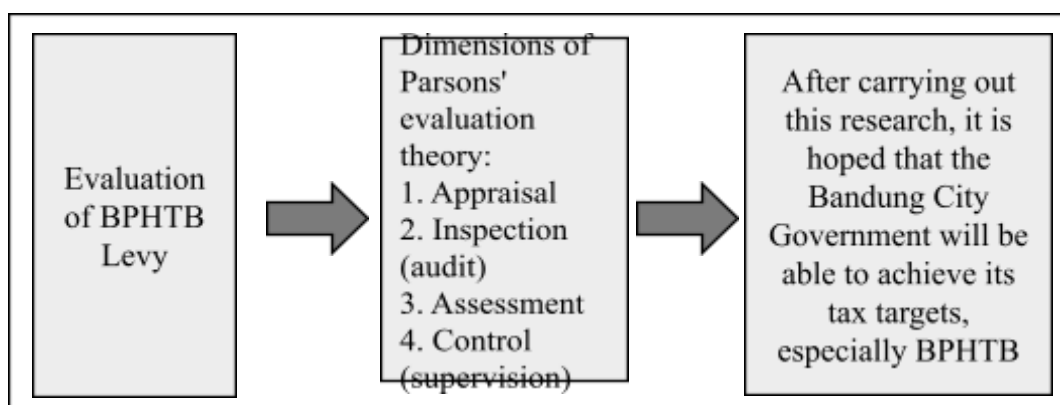 Evaluation
of BPHTB
Levy
Dimensions of
Parsons'
evaluation
theory:
1. Appraisal
2. Inspection
(audit)
3. Assessment
4. Control
(supervision)
After carrying out
this research, it is
hoped that the
Bandung City
Government will be
able to achieve its
tax targets,
especially BPHTB